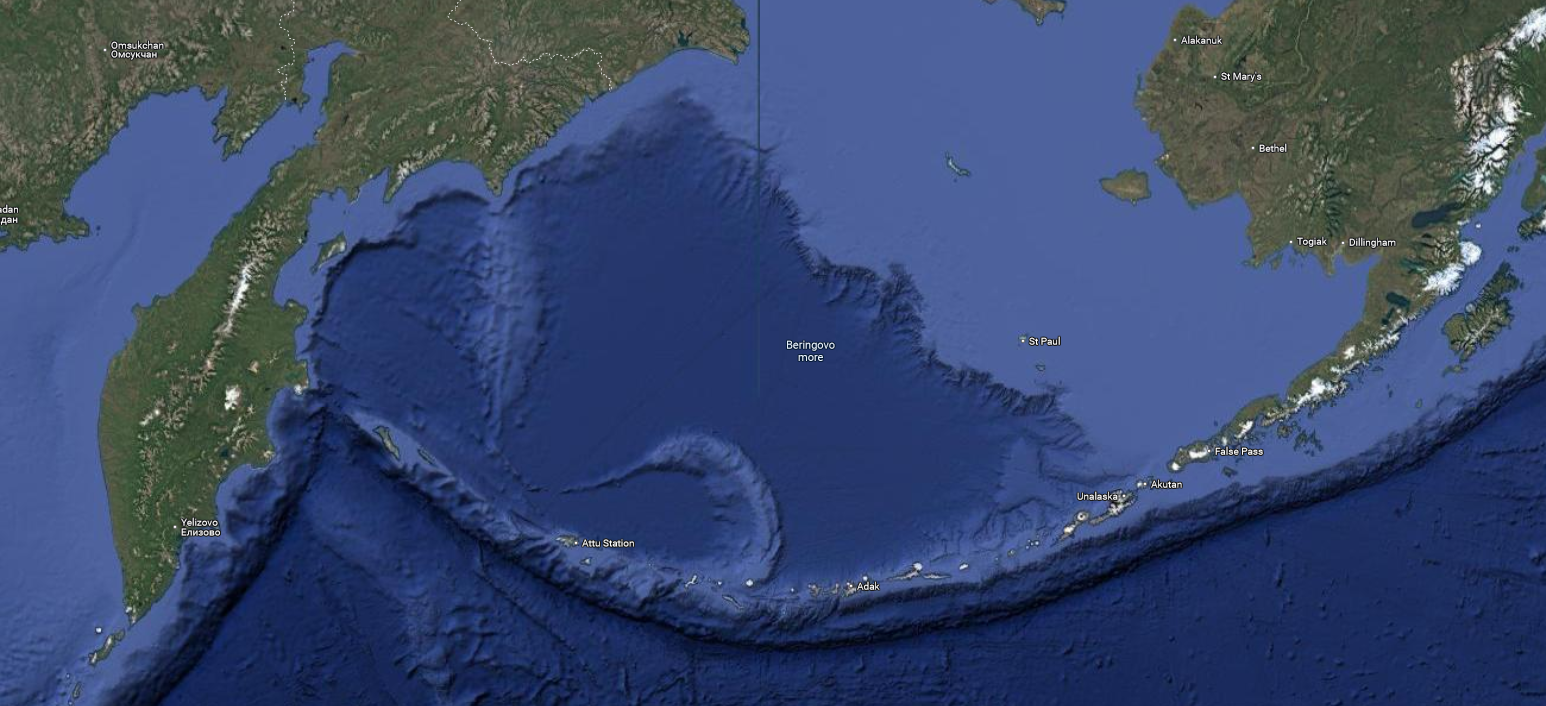 Omsukchan
Омсукчан
Alakanuk
St Mary's
Bethel
adan
дан
Togiak
Dillingham
St Paul
Beringovo
more
False Pass
Akutan
Unalaska
Yelizovo
Елизово
Attu Station
Adak